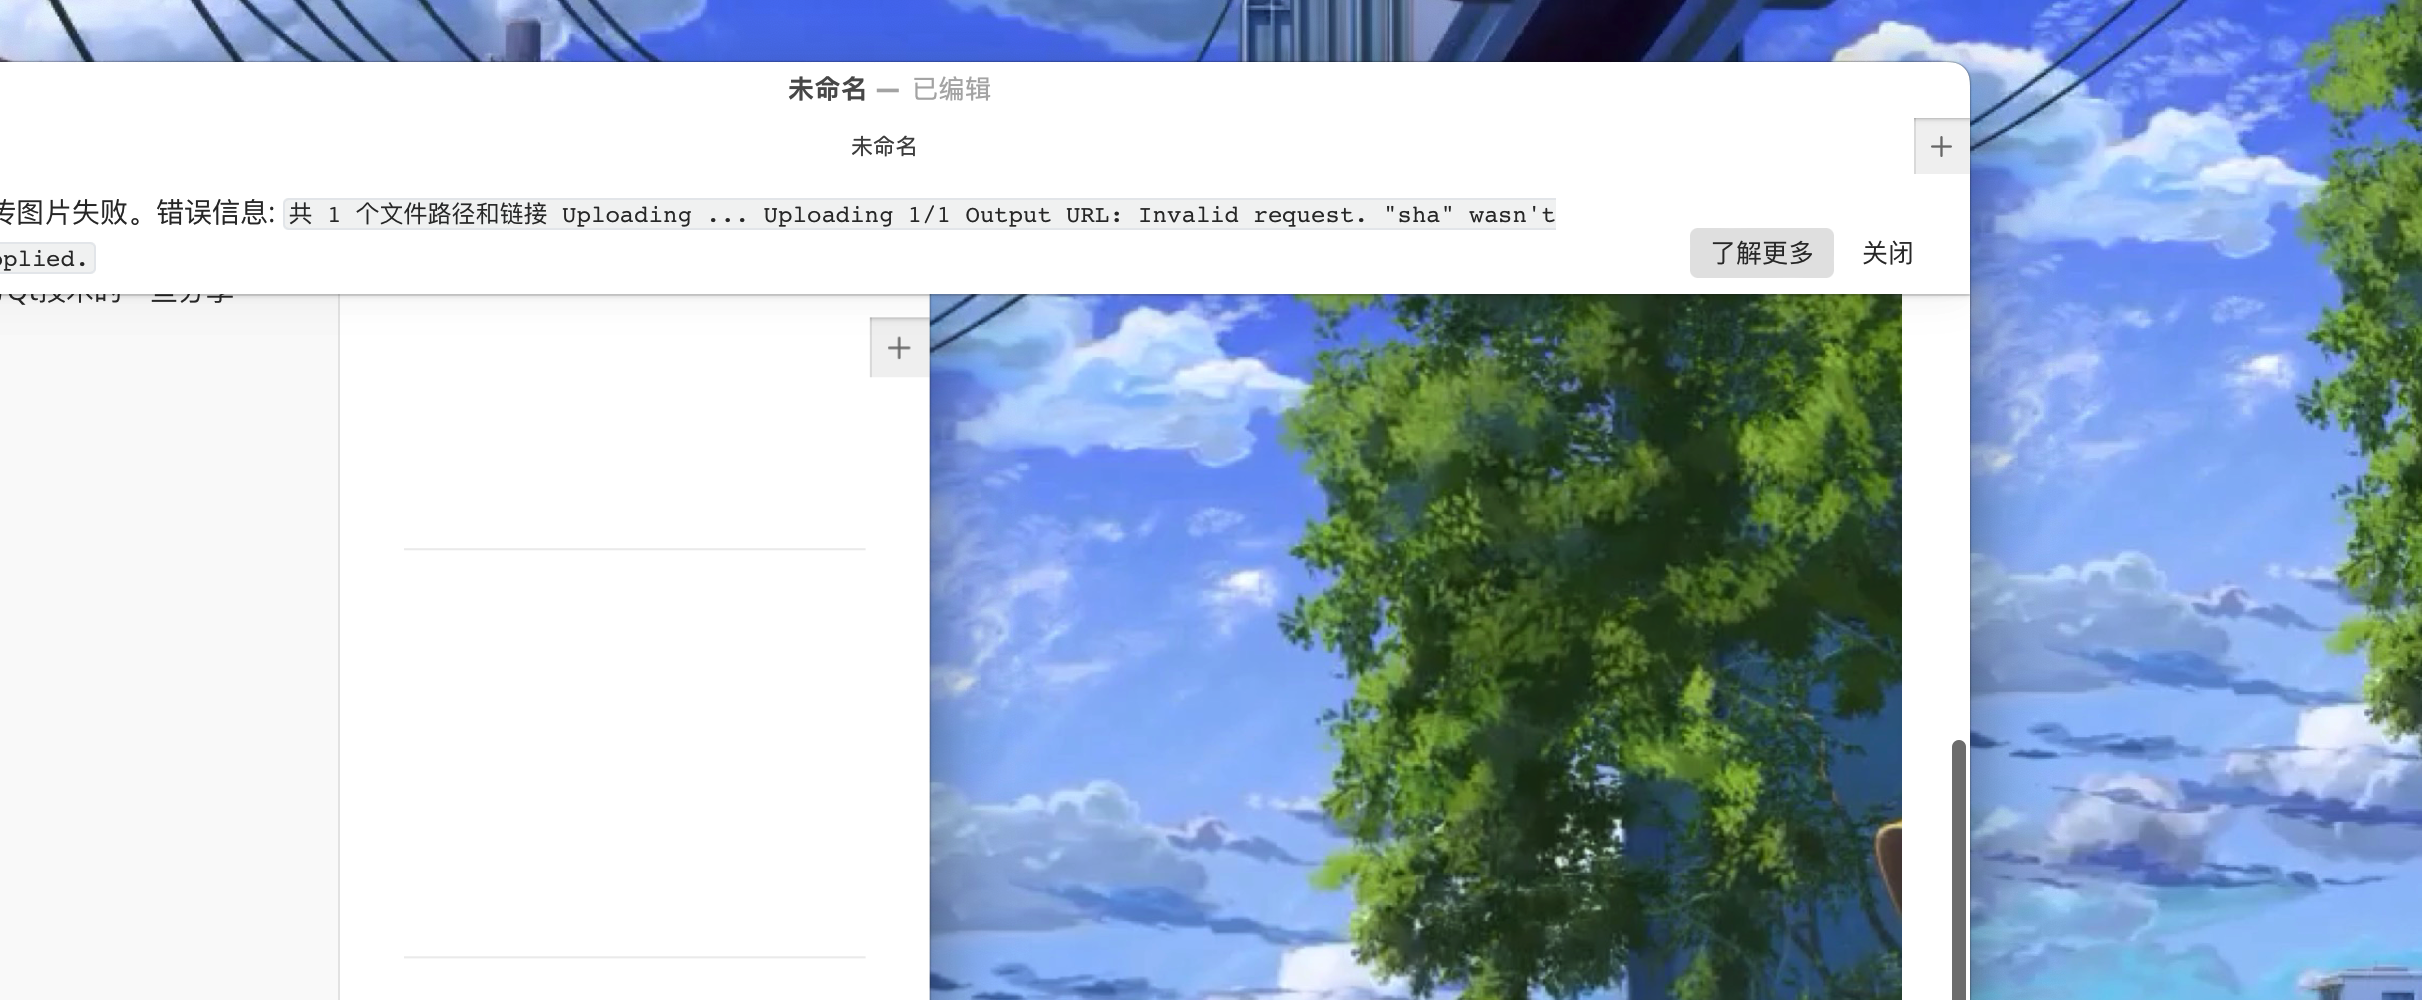 未命名 — 已编辑
未命名
传图片失败。错误信息: 共 1 个文件路径和链接 Uploading ... Uploading 1/1 Output URL: Invalid request. "sha" wasn't
pplied.
了解更多 关闭